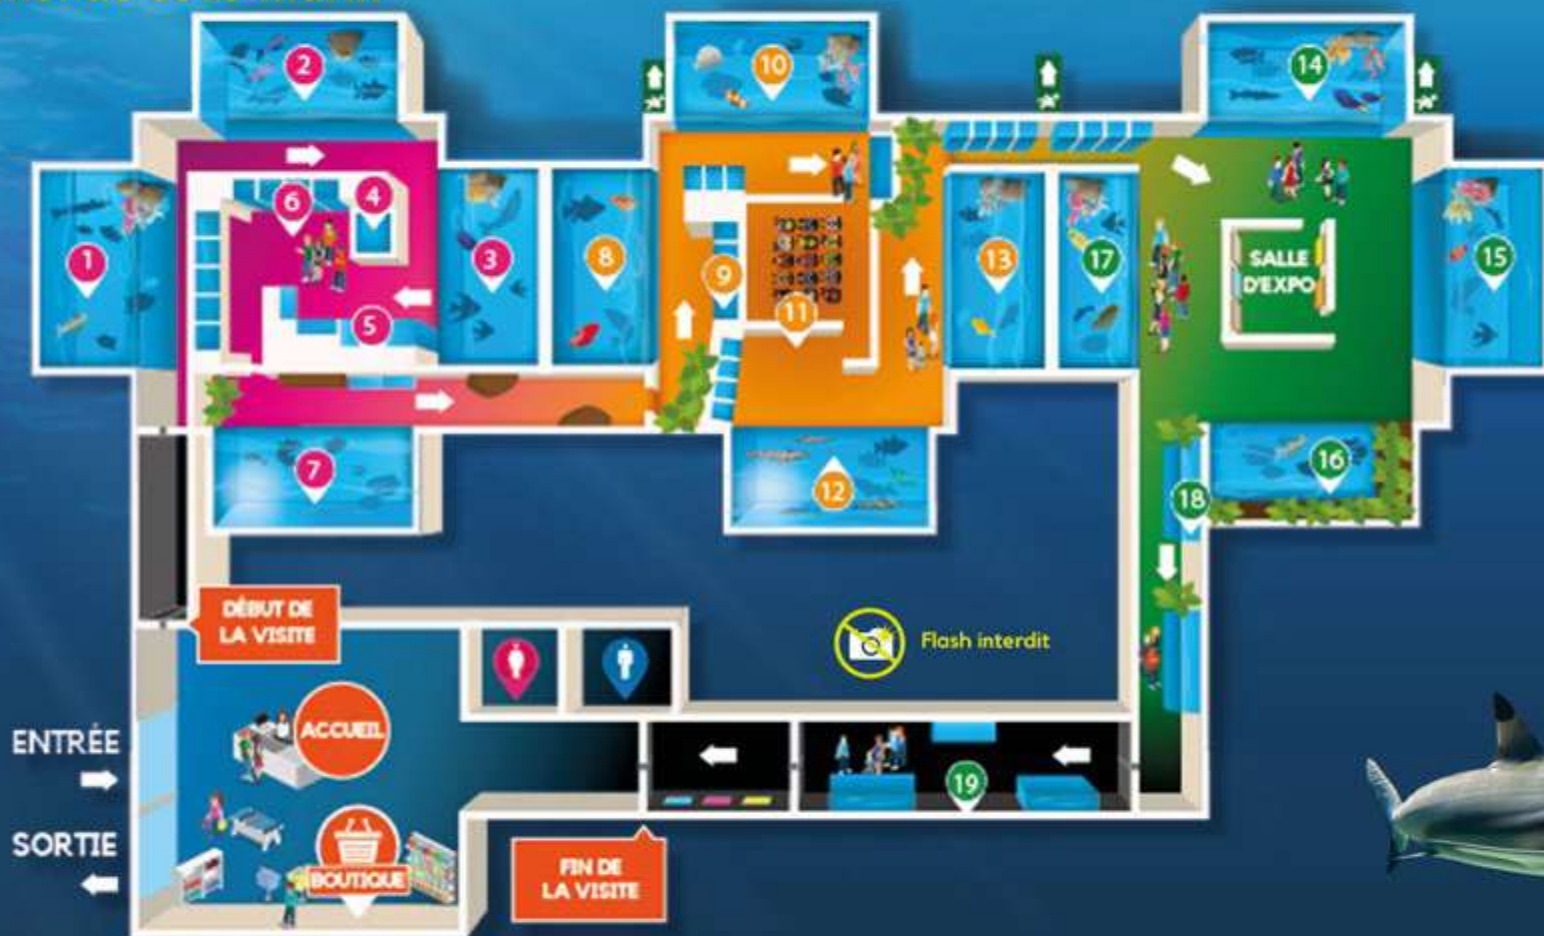 2
10
14
6
4
1
3
8
9
13
17
SALLE
D'EXPO
15
5
11
7
12
16
18
DÉBUT DE
LA VISITE
Flash interdit
ENTRÉE
ACCUEIL
19
SORTIE
BOUTIQUE
FIN DE
LA VISITE